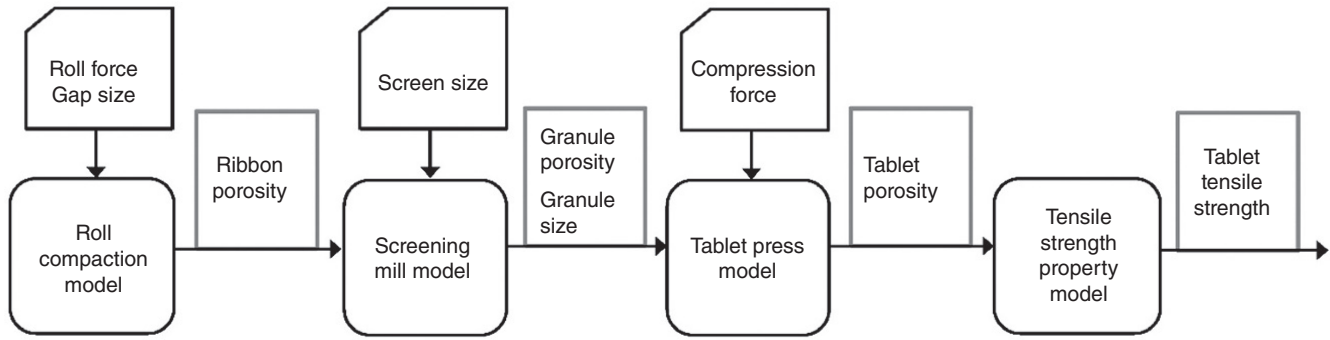 Roll force
Gap size
Screen size
Compression
force
Ribbon
porosity
Granule
porosity
Granule
size
Tablet
porosity
Tablet
tensile
strength
Roll
compaction
model
Screening
mill model
Tablet press
model
Tensile
strength
property
model